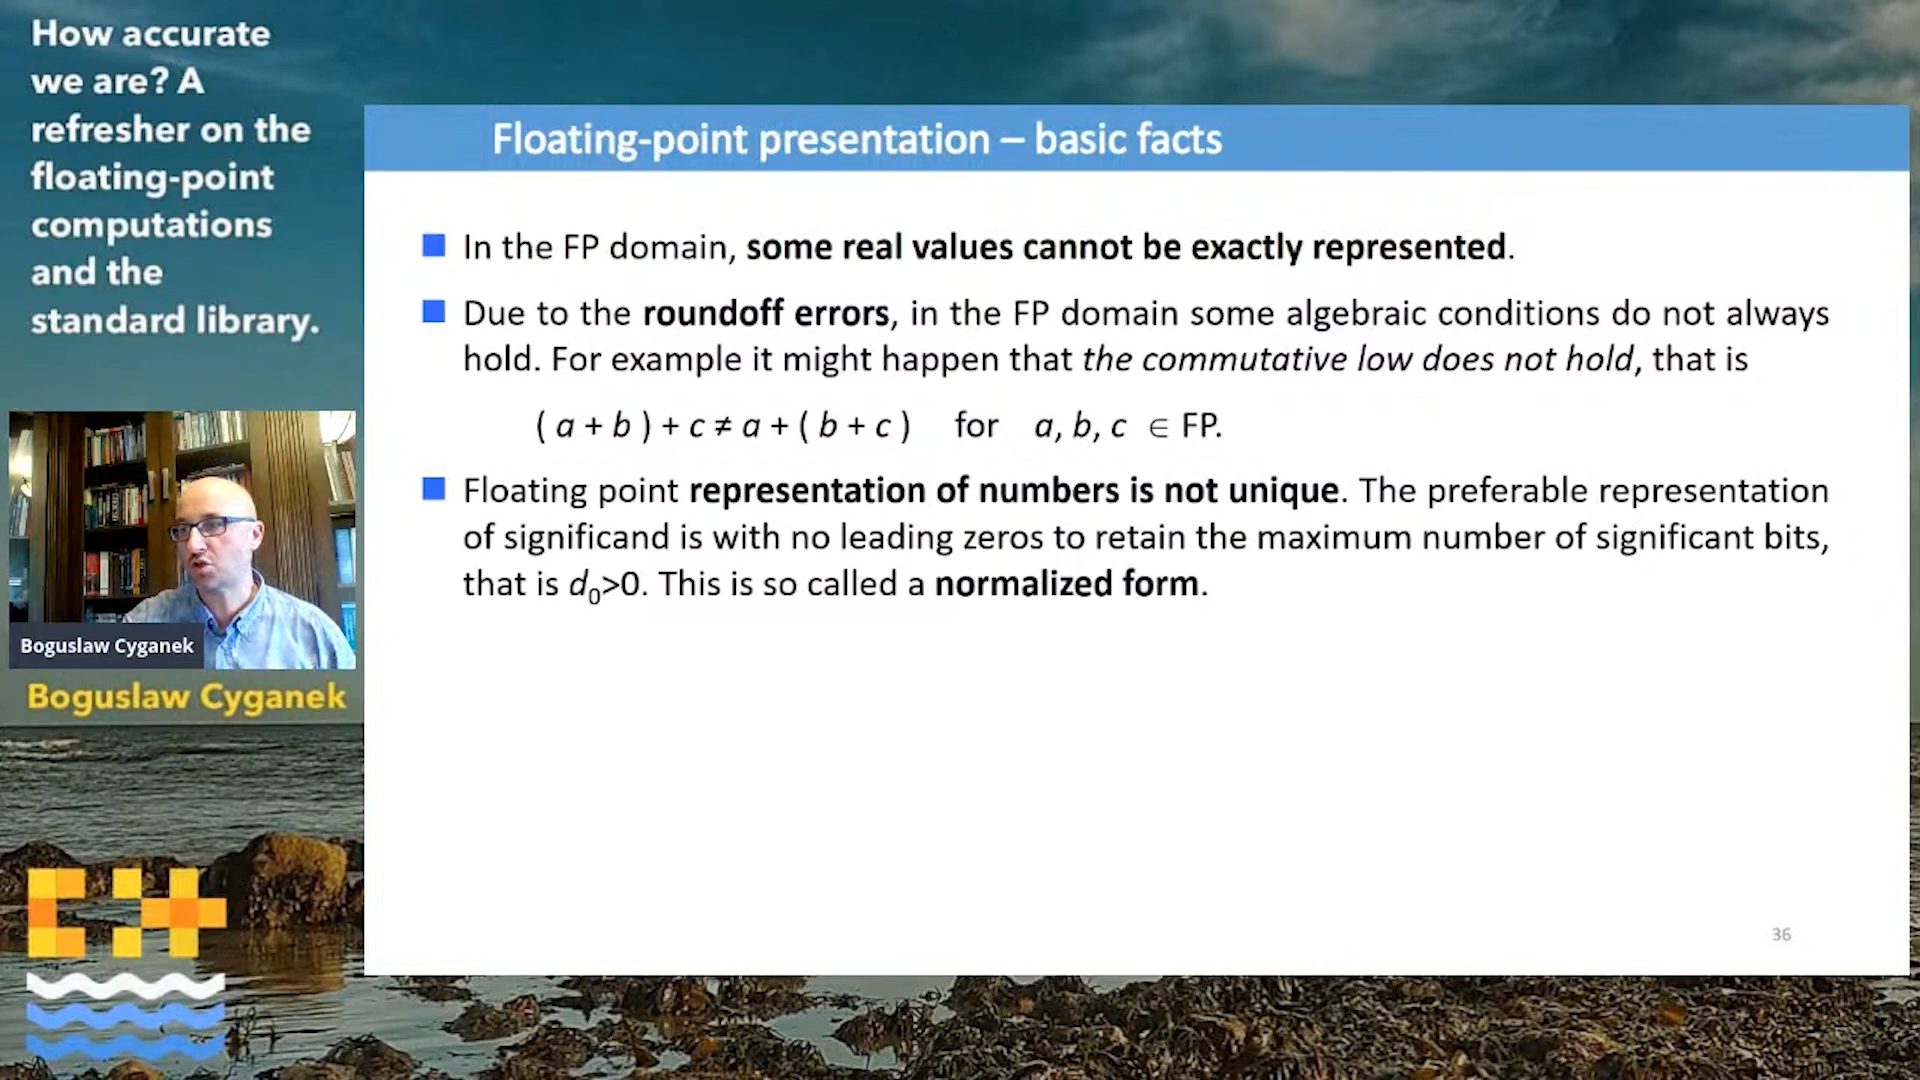 How accurate
we are? A
refresher on the
floating-point
computations
and the
standard library.
Boguslaw Cyganek
Boguslaw Cyganek
Floating-point presentation – basic facts
In the FP domain, some real values cannot be exactly represented.
Due to the roundoff errors, in the FP domain some algebraic conditions do not always
hold. For example it might happen that the commutative low does not hold, that is
( a + b ) + c ≠ a + ( b + c ) for a, b, c ∈ FP.
Floating point representation of numbers is not unique. The preferable representation
of significand is with no leading zeros to retain the maximum number of significant bits,
that is d₀>0. This is so called a normalized form.
36